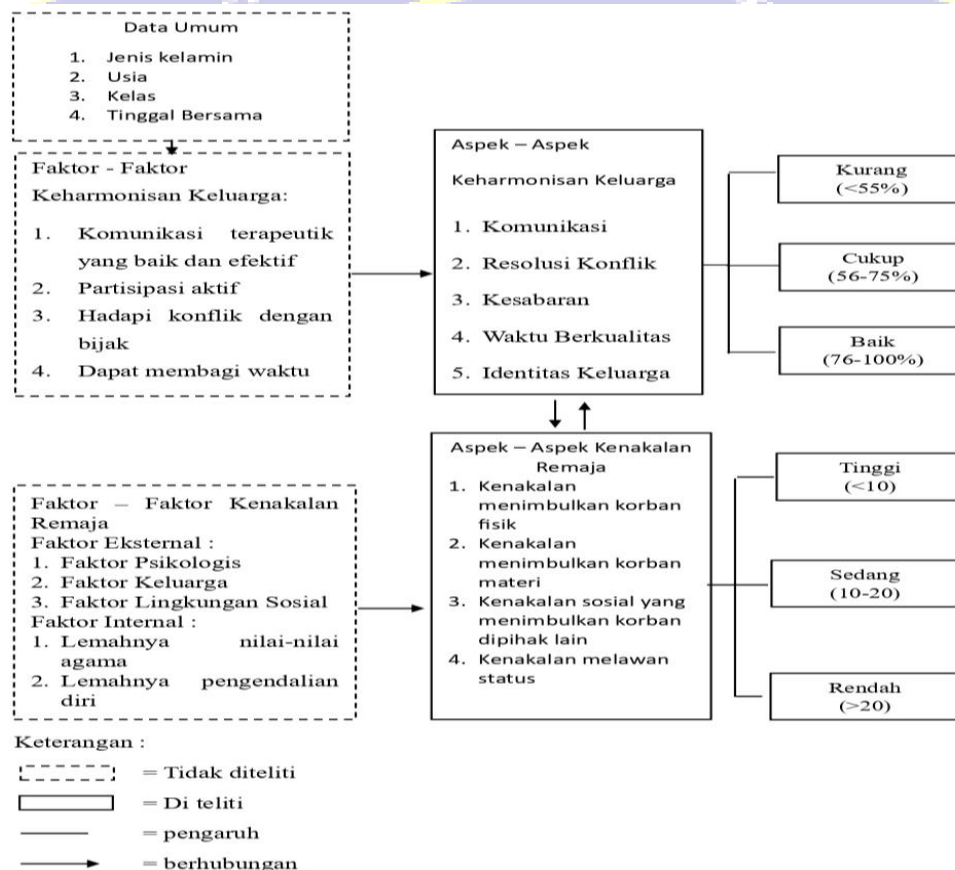 Data Umum
1. Jenis kelamin
2. Usia
3. Kelas
4. Tinggal Bersama
Faktor - Faktor
Keharmonisan Keluarga:
1. Komunikasi terapeutik
yang baik dan efektif
2. Partisipasi aktif
3. Hadapi konflik dengan
bijak
4. Dapat membagi waktu
Aspek – Aspek
Keharmonisan Keluarga
1. Komunikasi
2. Resolusi Konflik
3. Kesabaran
4. Waktu Berkualitas
5. Identitas Keluarga
Kurang
(<55%)
Cukup
(56-75%)
Baik
(76-100%)
Faktor – Faktor Kenakalan
Remaja
Faktor Eksternal :
1. Faktor Psikologis
2. Faktor Keluarga
3. Faktor Lingkungan Sosial
Faktor Internal :
1. Lemahnya nilai-nilai
agama
2. Lemahnya pengendalian
diri
Aspek – Aspek Kenakalan
Remaja
1. Kenakalan
menimbulkan korban
fisik
2. Kenakalan
menimbulkan korban
materi
3. Kenakalan sosial yang
menimbulkan korban
dipihak lain
4. Kenakalan melawan
status
Tinggi
(<10)
Sedang
(10-20)
Rendah
(>20)
Keterangan :
= Tidak diteliti
= Di teliti
= pengaruh
= berhubungan